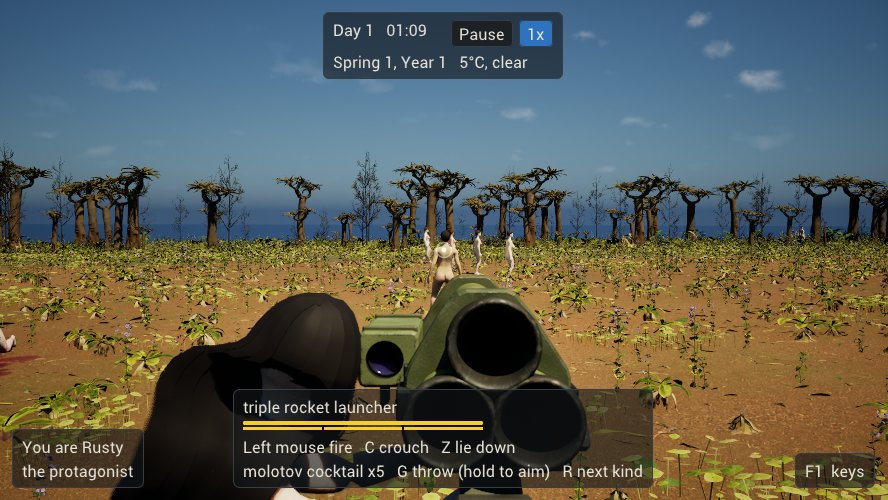 Day 1 01:09 Pause 1x
Spring 1, Year 1 5°C, clear
triple rocket launcher
Left mouse fire C crouch Z lie down
molotov cocktail x5 G throw (hold to aim) R next kind
You are Rusty
the protagonist
F1 keys